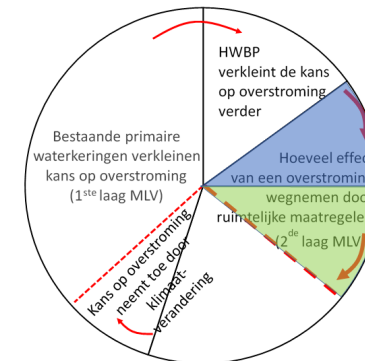 HWBP
verkleint de kans
op overstroming
verder
Bestaande primaire
waterkeringen verkleinen
kans op overstroming
(1ste laag MLV)
Hoeveel effec
van een overstromin
wegnemen doo
ruimtelijke maatregele
(2de laag MLV
Kans op overstroming
neemt toe door
klimaat-
verandering